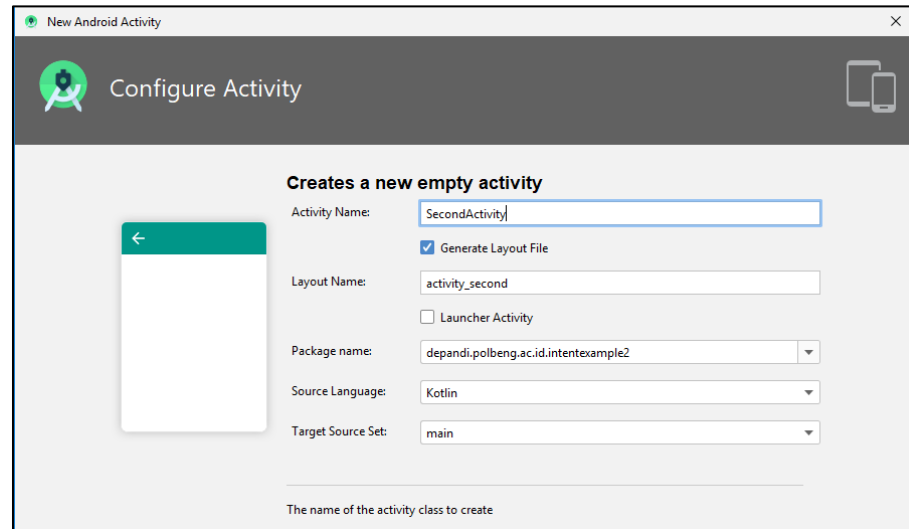 New Android Activity
Configure Activity
Creates a new empty activity
Activity Name:
SecondActivity
Generate Layout File
Layout Name:
activity_second
Launcher Activity
Package name:
depandi.polbeng.ac.id.intentexample2
Source Language:
Kotlin
Target Source Set:
main
The name of the activity class to create